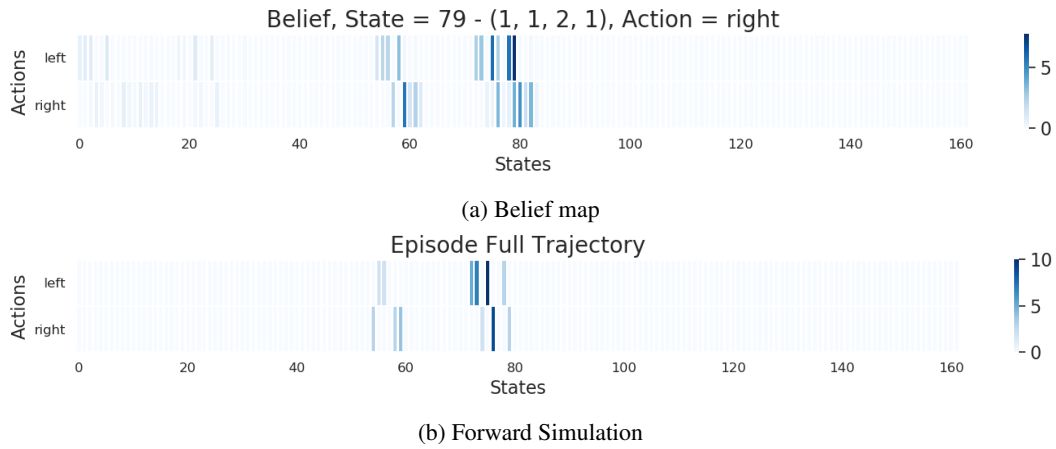 Belief, State = 79 - (1, 1, 2, 1), Action = right
Actions
left
right
5
0
0 20 40 60 80 100 120 140 160
States
(a) Belief map
Episode Full Trajectory
Actions
left
right
10
5
0
0 20 40 60 80 100 120 140 160
States
(b) Forward Simulation